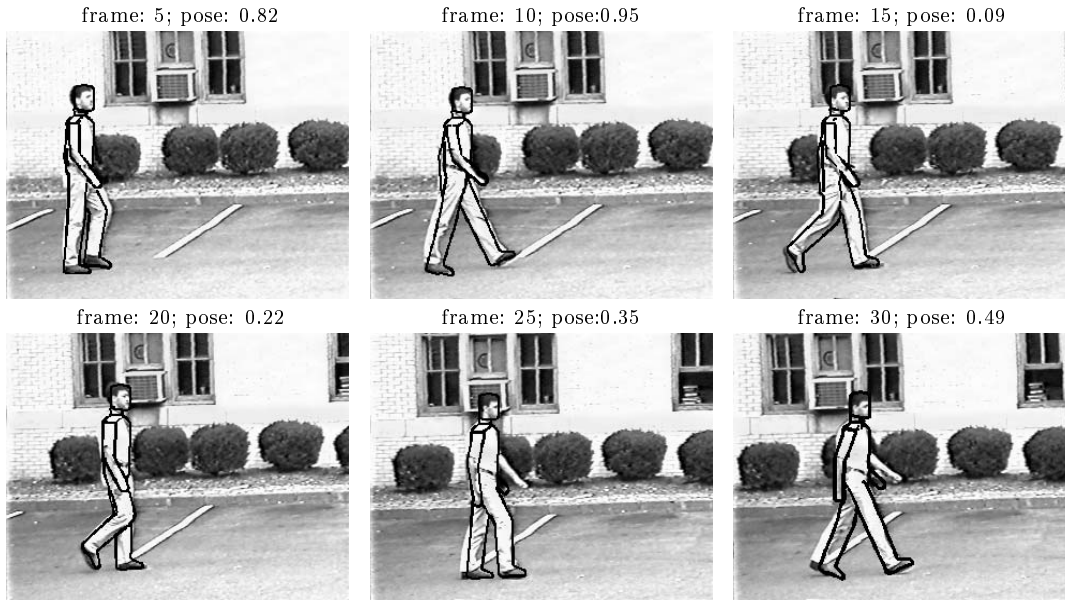 frame: 5; pose: 0.82
frame: 10; pose:0.95
frame: 15; pose: 0.09
frame: 20; pose: 0.22
frame: 25; pose:0.35
frame: 30; pose: 0.49